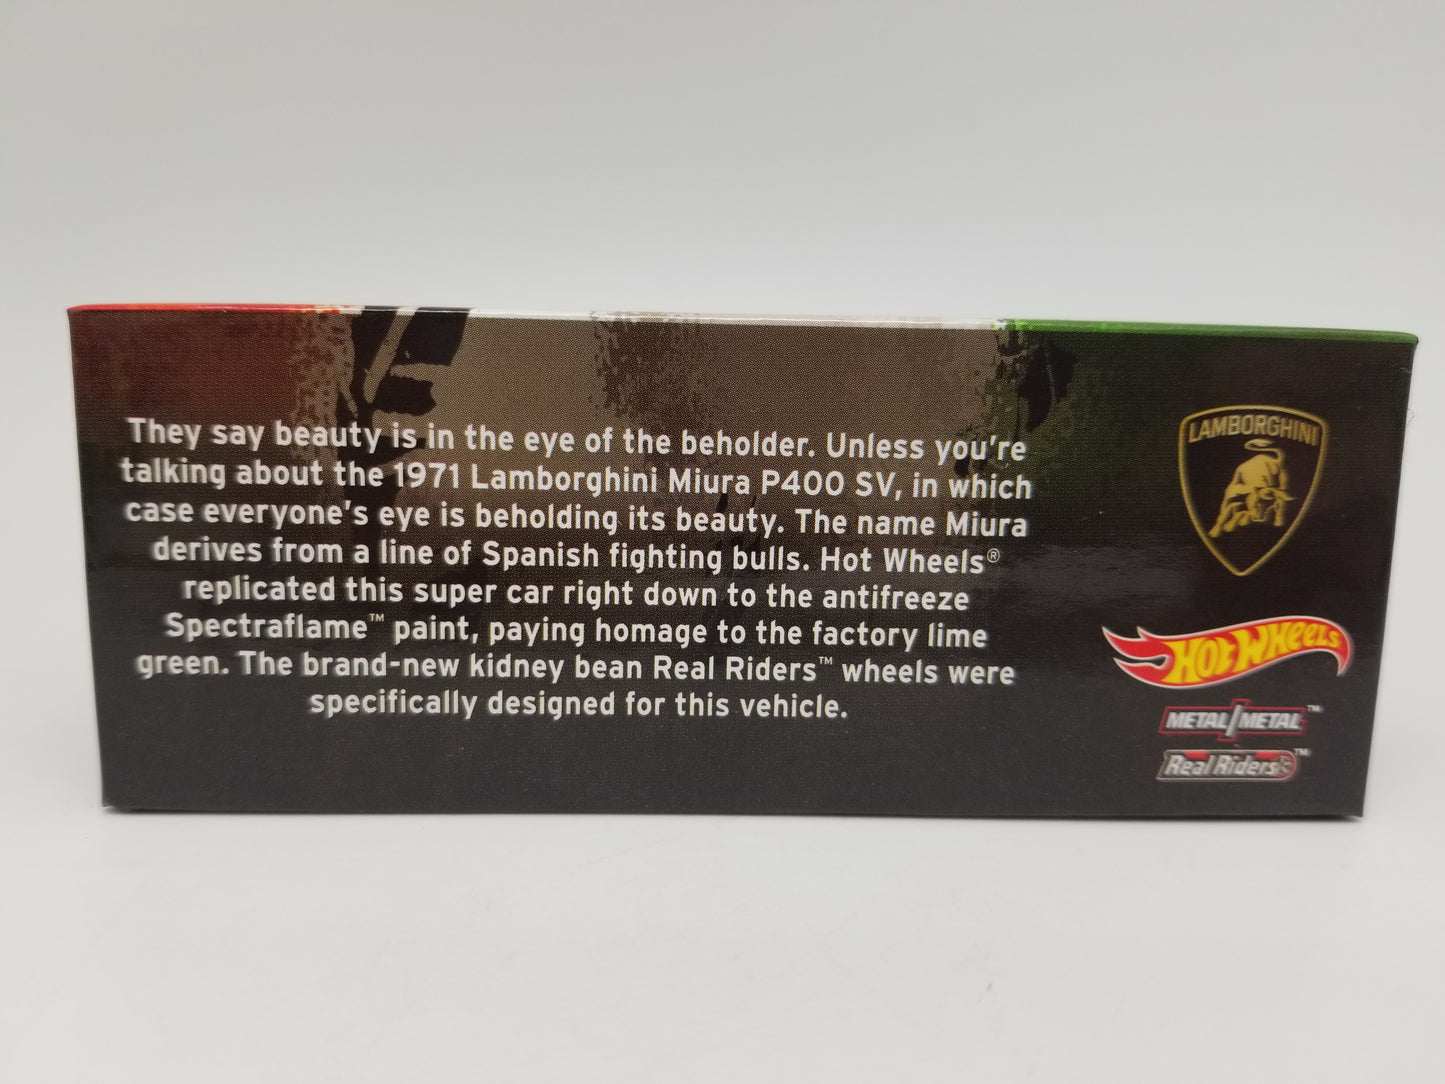 They say beauty is in the eye of the beholder. Unless you're
talking about the 1971 Lamborghini Miura P400 SV, in which
case everyone's eye is beholding its beauty. The name Miura
derives from a line of Spanish fighting bulls. Hot Wheels®
replicated this super car right down to the antifreeze
Spectraflame™ paint, paying homage to the factory lime
green. The brand-new kidney bean Real Riders™ wheels were
specifically designed for this vehicle.
LAMBORGHINI
HOT WHEELS
METAL/METAL™
Real Riders™